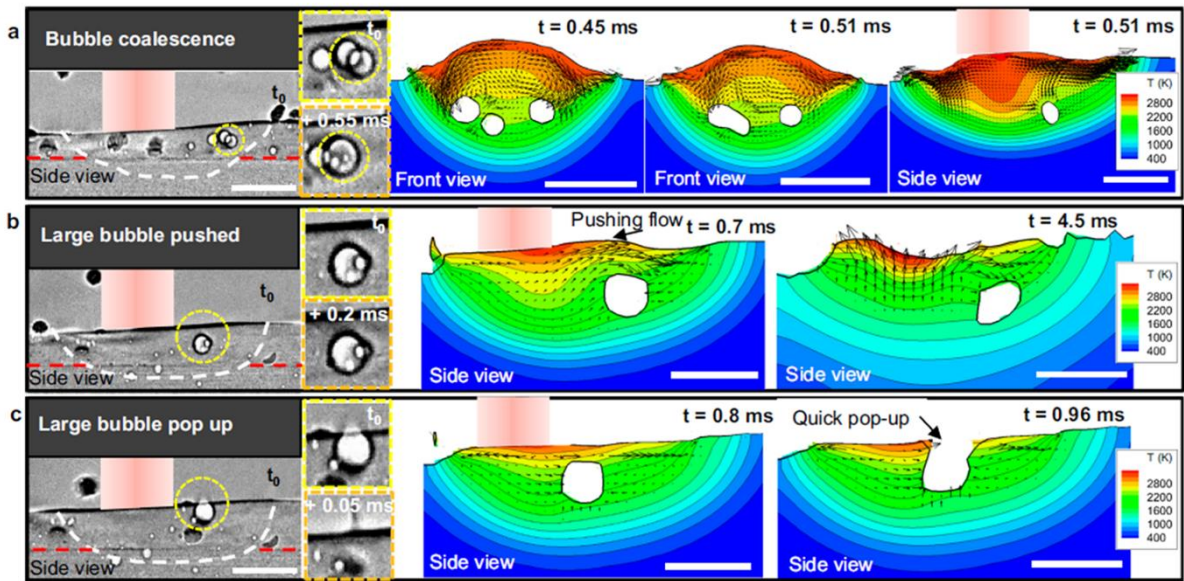 a
Bubble coalescence
t0
t0
+ 0.55 ms
Side view
t = 0.45 ms
Front view
t = 0.51 ms
Front view
t = 0.51 ms
Side view
T (K)
2800
2200
1600
1000
400
b
Large bubble pushed
t0
t0
+ 0.2 ms
Side view
Pushing flow
t = 0.7 ms
Side view
t = 4.5 ms
Side view
T (K)
2800
2200
1600
1000
400
c
Large bubble pop up
t0
t0
+ 0.05 ms
Side view
t = 0.8 ms
Side view
Quick pop-up
t = 0.96 ms
Side view
T (K)
2800
2200
1600
1000
400